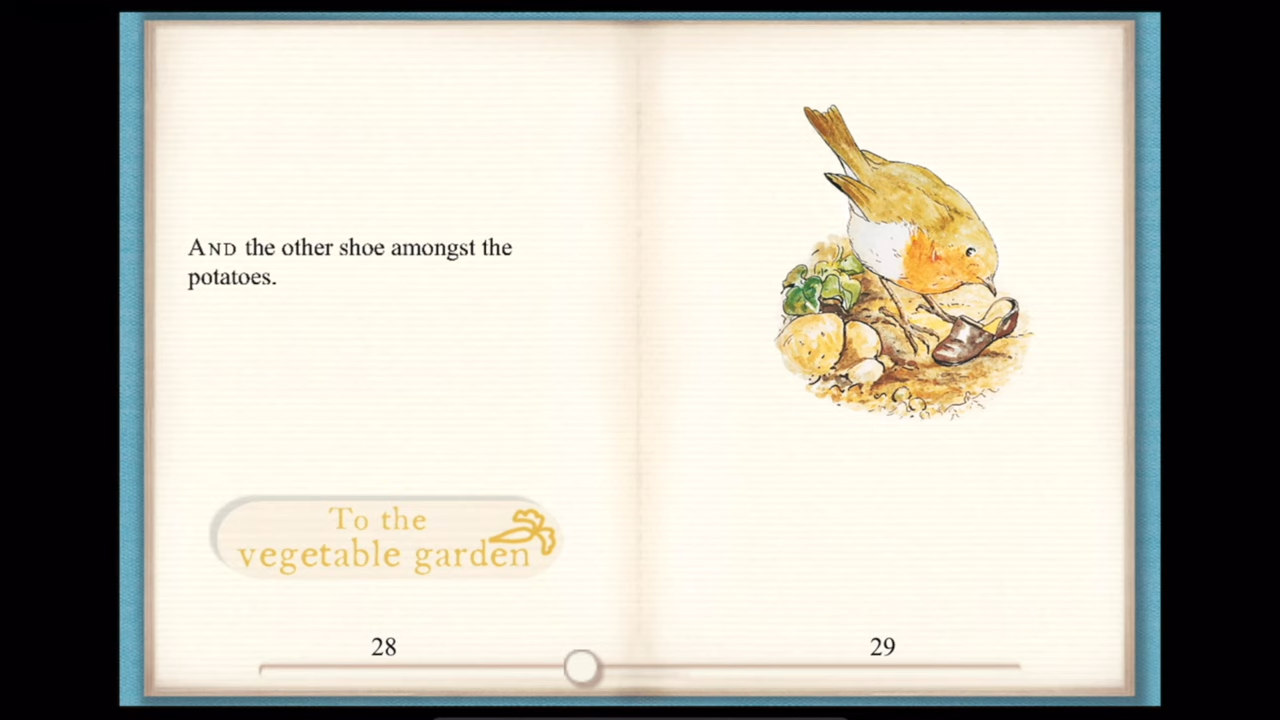 AND the other shoe amongst the
potatoes.
To the
vegetable garden
28
29